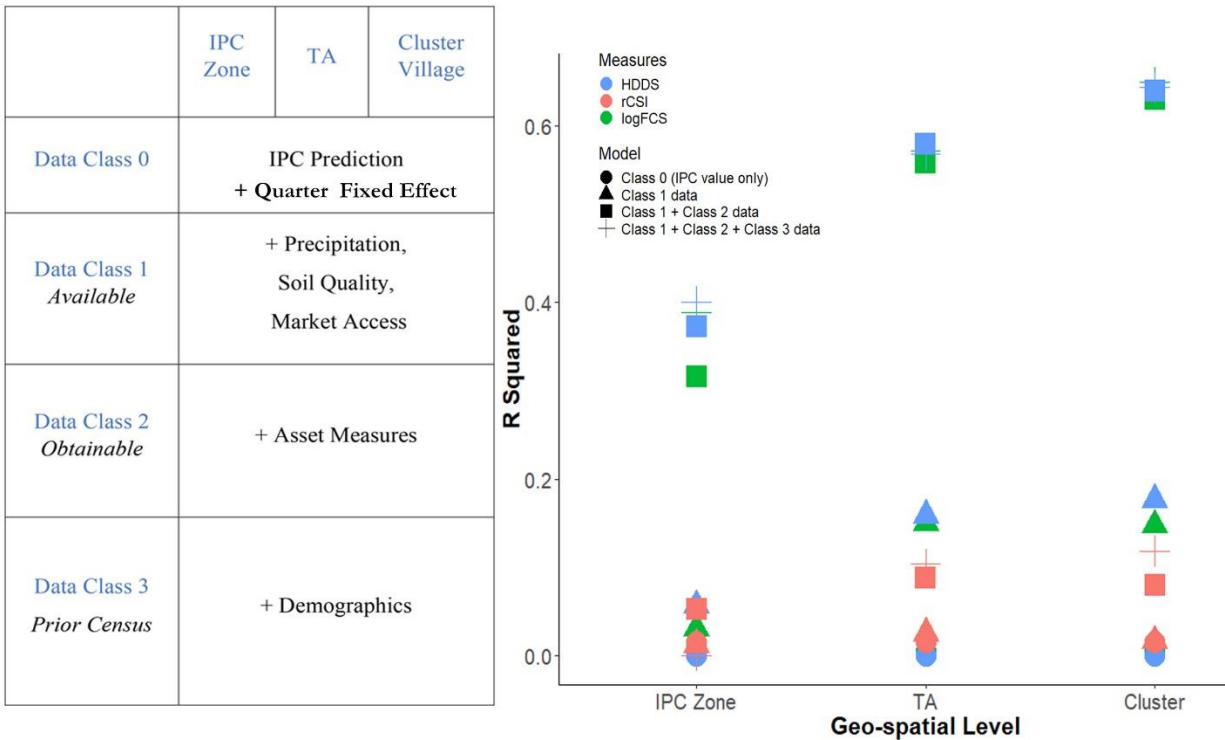 IPC
Zone
TA
Cluster
Village
Data Class 0
IPC Prediction
+ Quarter Fixed Effect
Data Class 1
Available
+ Precipitation,
Soil Quality,
Market Access
Data Class 2
Obtainable
+ Asset Measures
Data Class 3
Prior Census
+ Demographics
Measures
HDDS
rCSI
logFCS
Model
Class 0 (IPC value only)
Class 1 data
Class 1 + Class 2 data
Class 1 + Class 2 + Class 3 data
R Squared
0.6
0.4
0.2
0.0
IPC Zone
TA
Cluster
Geo-spatial Level